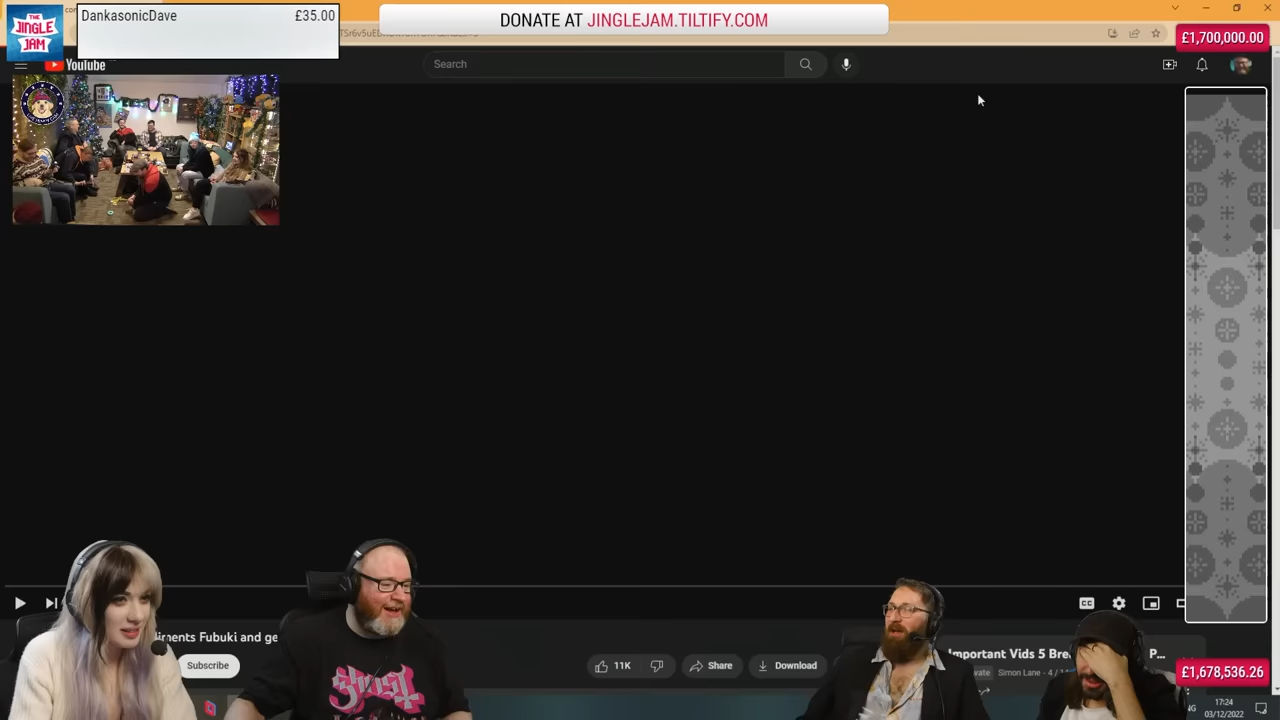 DankasonicDave £35.00
THE JINGLE JAM
DONATE AT JINGLEJAM.TILTIFY.COM
£1,700,000.00
YouTube
Search
CC
Fubuki and ge
Important Vids 5
P...
Subscribe
11K
Share
Download
Simon Lane - 4 /
£1,678,536.26
17:24
03/12/2022